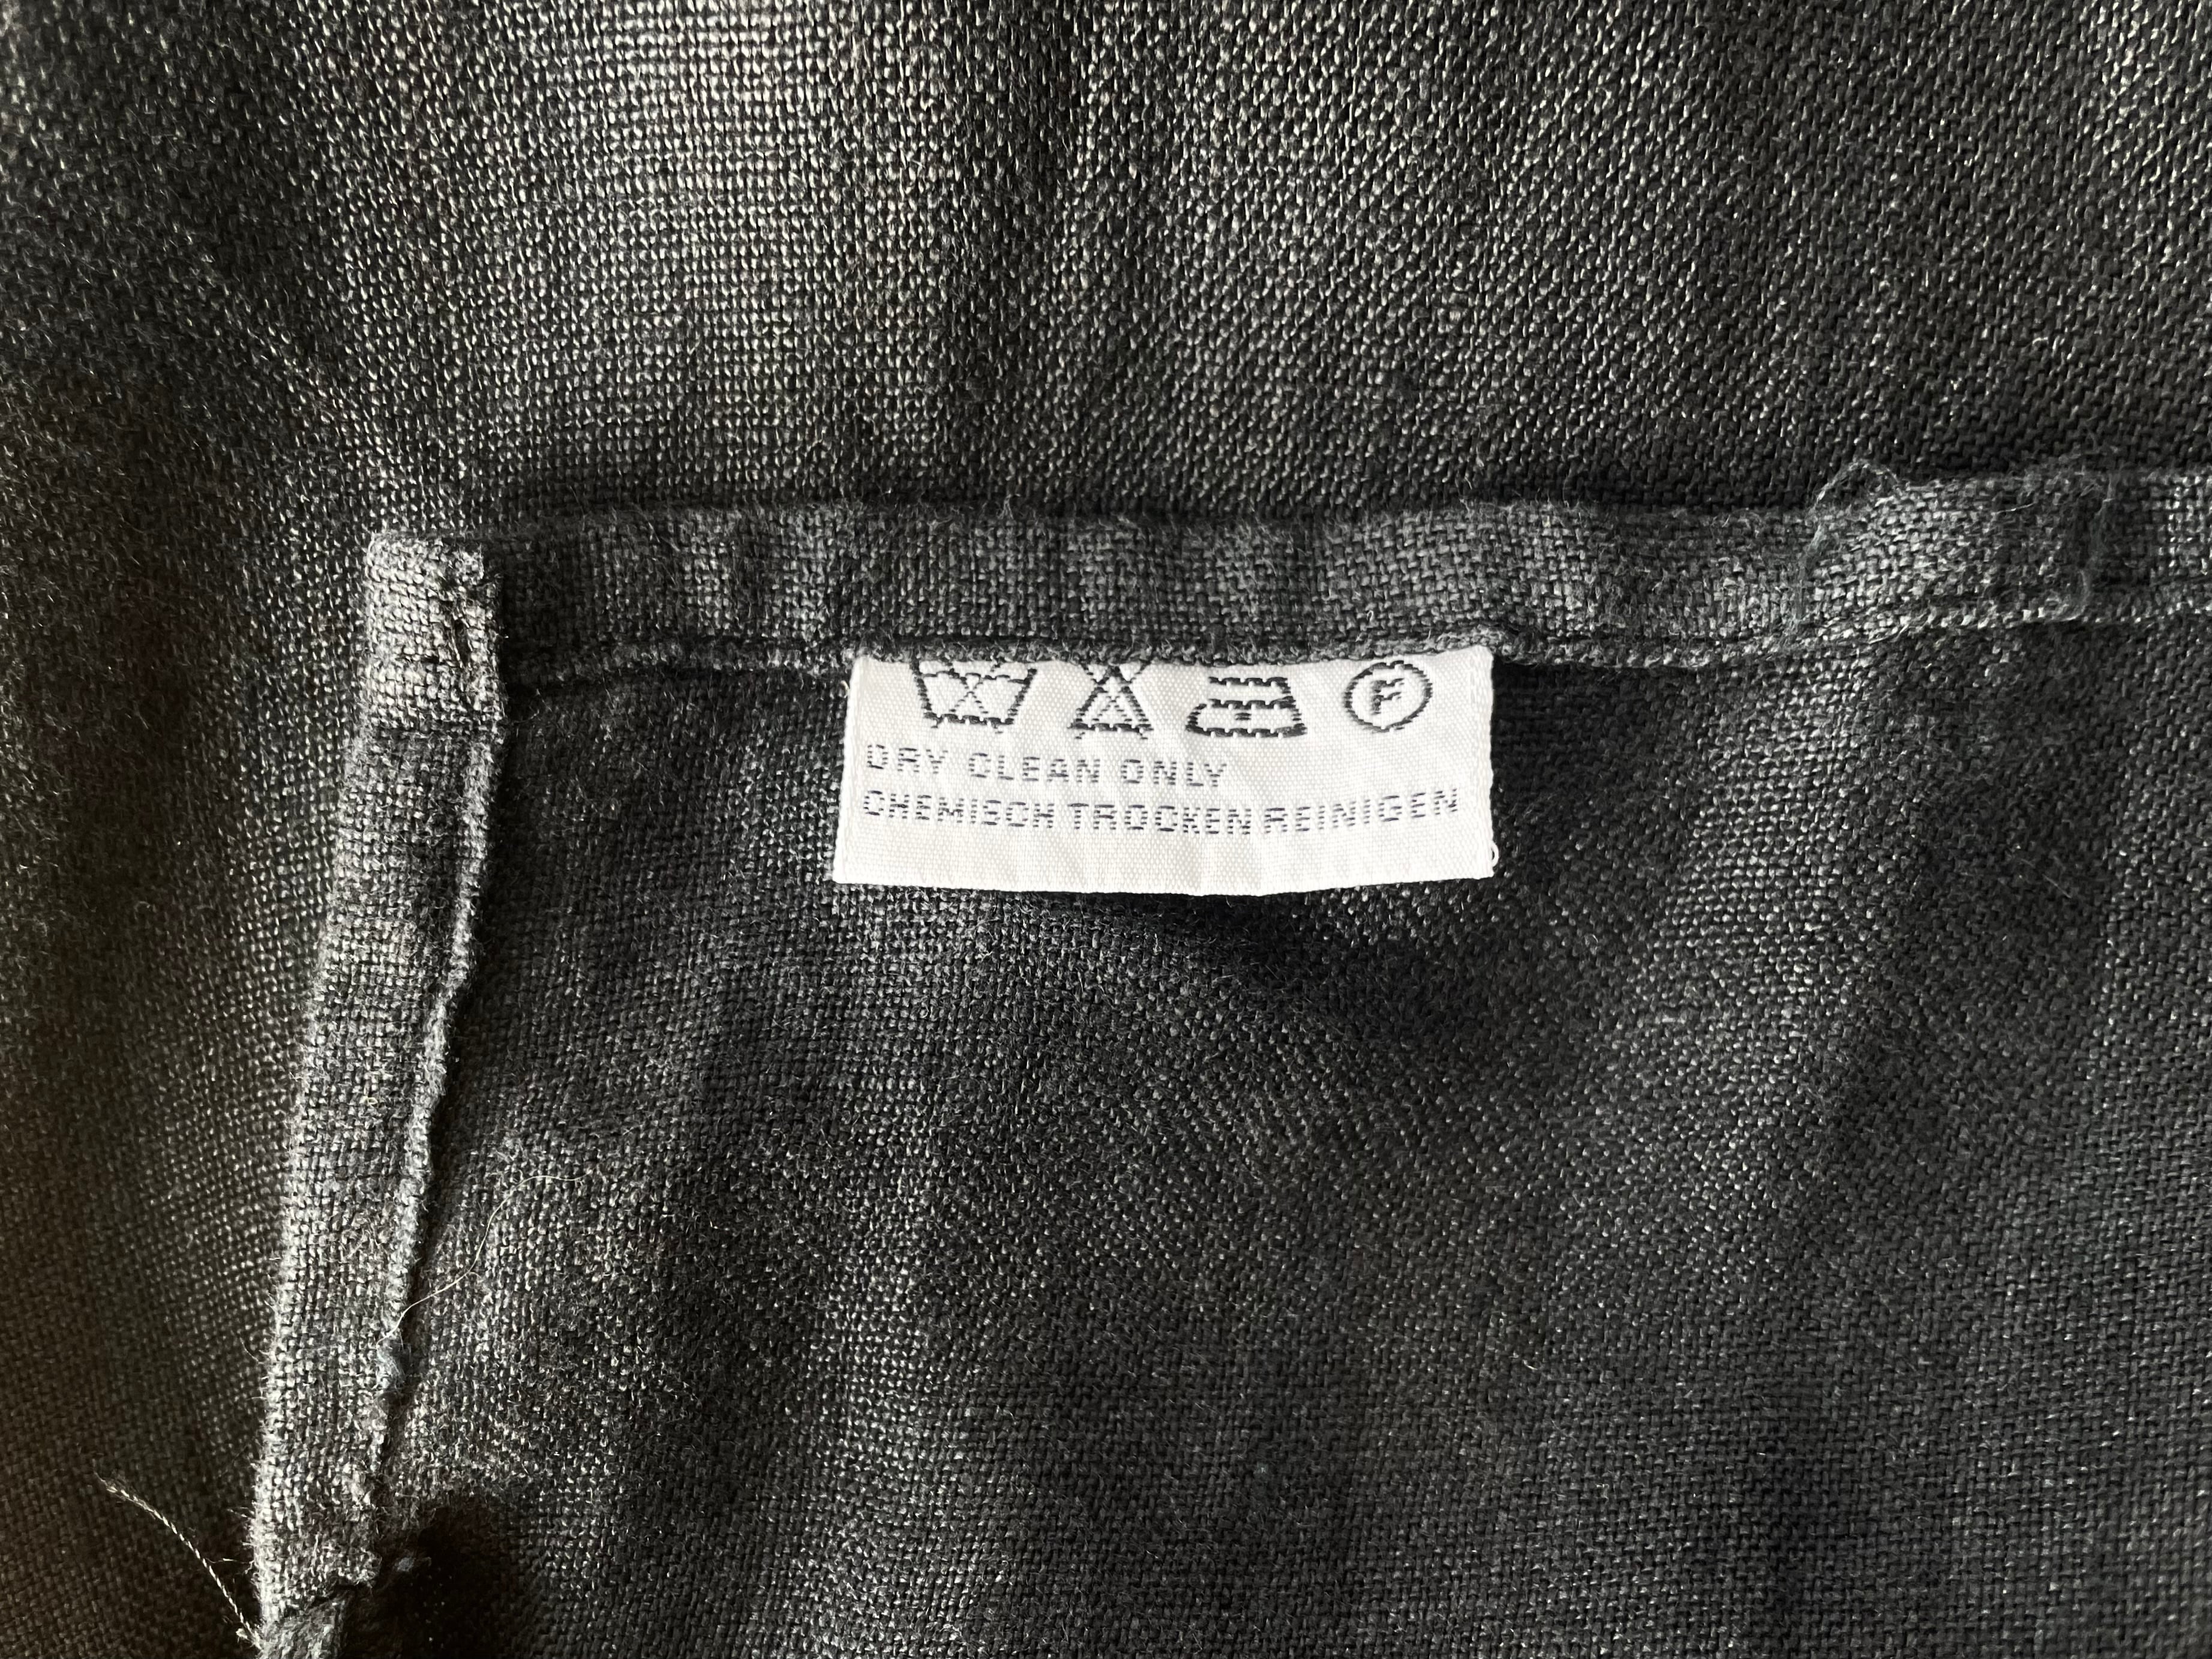 F
DRY CLEAN ONLY
CHEMISCH TROCKEN REINIGEN